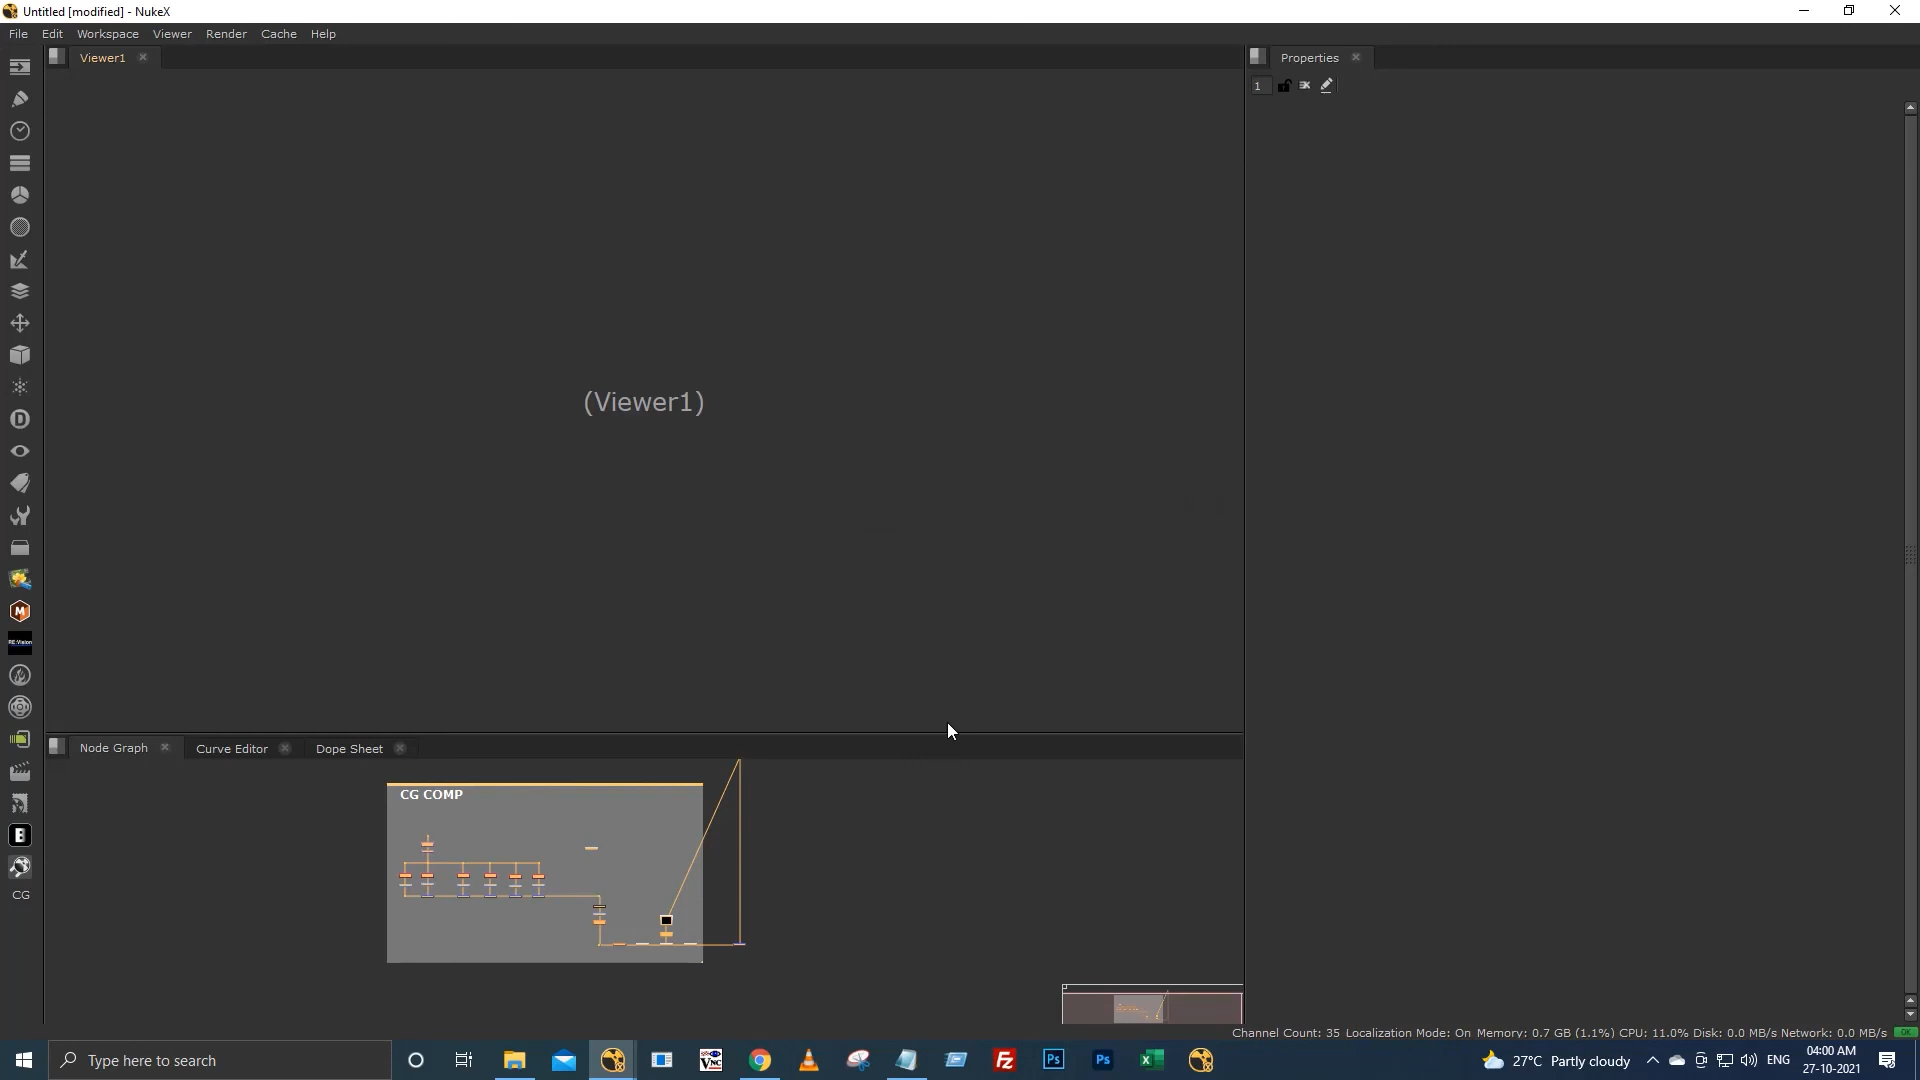 Untitled [modified] - NukeX
File Edit Workspace Viewer Render Cache Help
Viewer1
Properties
1
(Viewer1)
Node Graph
Curve Editor
Dope Sheet
CG COMP
RE:Vision
CG
Channel Count: 35 Localization Mode: On Memory: 0.7 GB (1.1%) CPU: 11.0% Disk: 0.0 MB/s Network: 0.0 MB/s
OK
Type here to search
27°C Partly cloudy
ENG
04:00 AM
27-10-2021